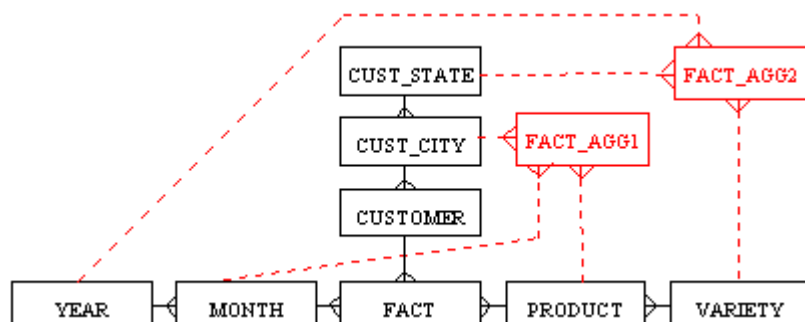 CUST_STATE
FACT_AGG2
CUST_CITY
FACT_AGG1
CUSTOMER
YEAR
MONTH
FACT
PRODUCT
VARIETY